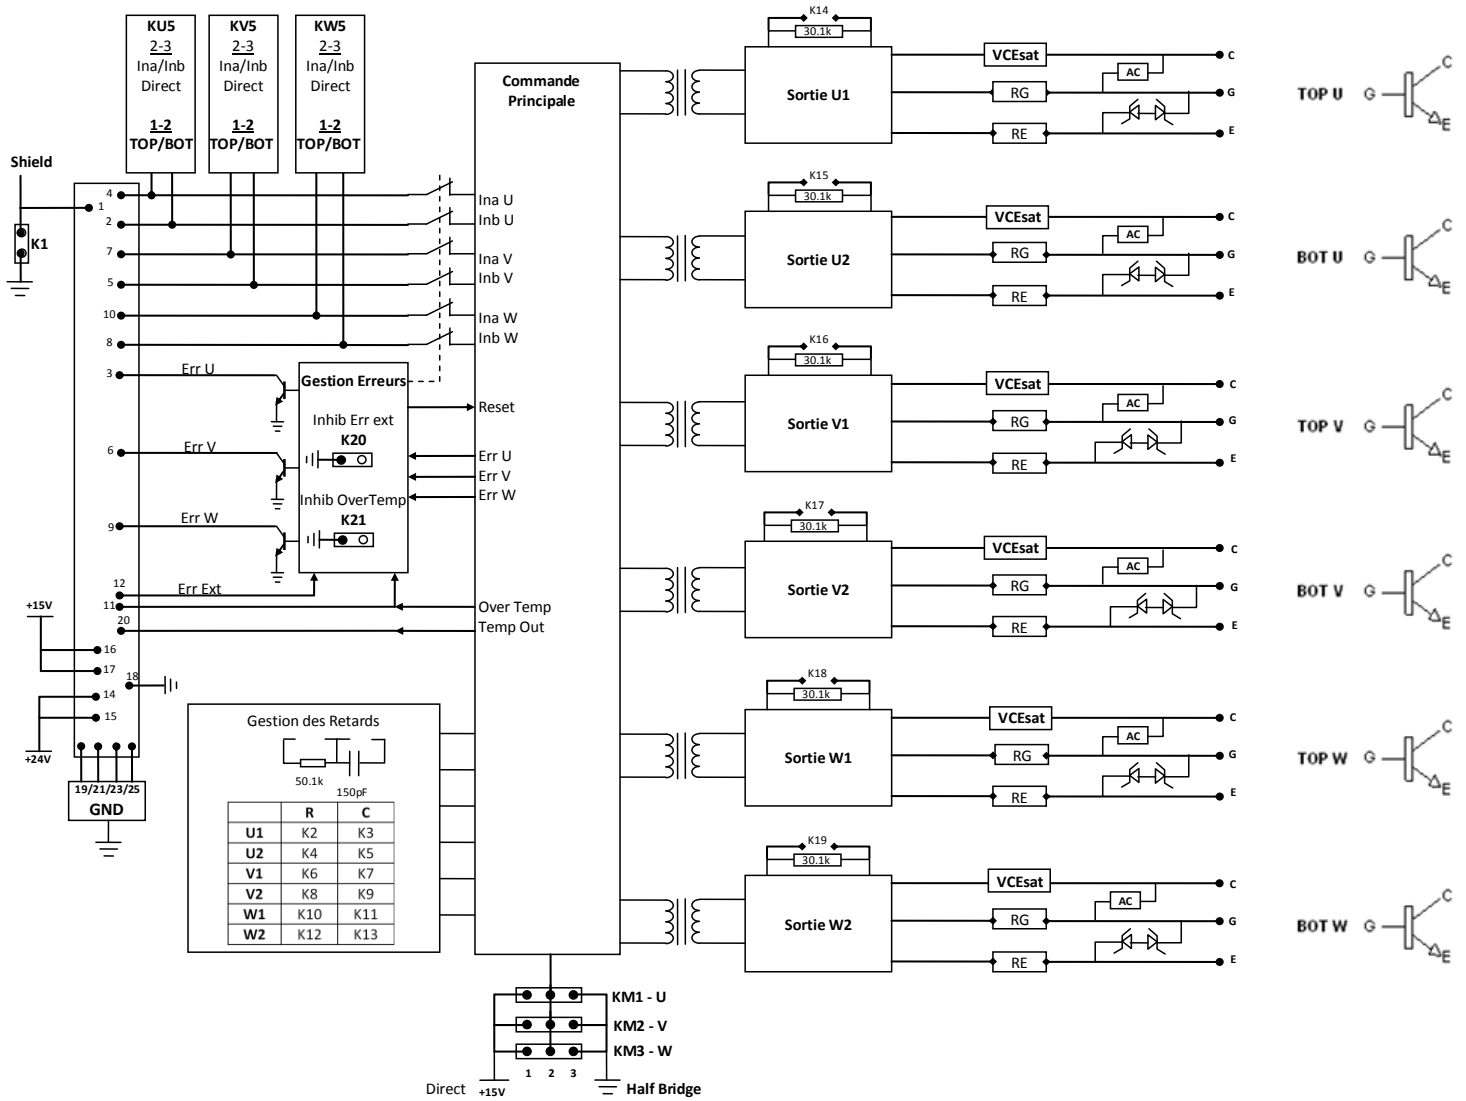 KU5
2-3
Ina/Inb
Direct
1-2
TOP/BOT
KV5
2-3
Ina/Inb
Direct
1-2
TOP/BOT
KW5
2-3
Ina/Inb
Direct
1-2
TOP/BOT
Shield
K1
4
1
2
7
5
10
8
3
6
9
12
11
20
16
17
18
14
15
+15V
+24V
19/21/23/25
GND
Err U
Err V
Err W
Err Ext
Gestion Erreurs
Inhib Err ext
K20
Inhib OverTemp
K21
Commande
Principale
Ina U
Inb U
Ina V
Inb V
Ina W
Inb W
Reset
Err U
Err V
Err W
Over Temp
Temp Out
Gestion des Retards
50.1k
150pF
R C
U1 K2 K3
U2 K4 K5
V1 K6 K7
V2 K8 K9
W1 K10 K11
W2 K12 K13
KM1 - U
KM2 - V
KM3 - W
1 2 3
Direct
+15V
Half Bridge
K14
30.1k
Sortie U1
VCEsat
C
AC
RG
G
RE
E
TOP U
G
C
E
K15
30.1k
Sortie U2
VCEsat
C
AC
RG
G
RE
E
BOT U
G
C
E
K16
30.1k
Sortie V1
VCEsat
C
AC
RG
G
RE
E
TOP V
G
C
E
K17
30.1k
Sortie V2
VCEsat
C
AC
RG
G
RE
E
BOT V
G
C
E
K18
30.1k
Sortie W1
VCEsat
C
AC
RG
G
RE
E
TOP W
G
C
E
K19
30.1k
Sortie W2
VCEsat
C
AC
RG
G
RE
E
BOT W
G
C
E